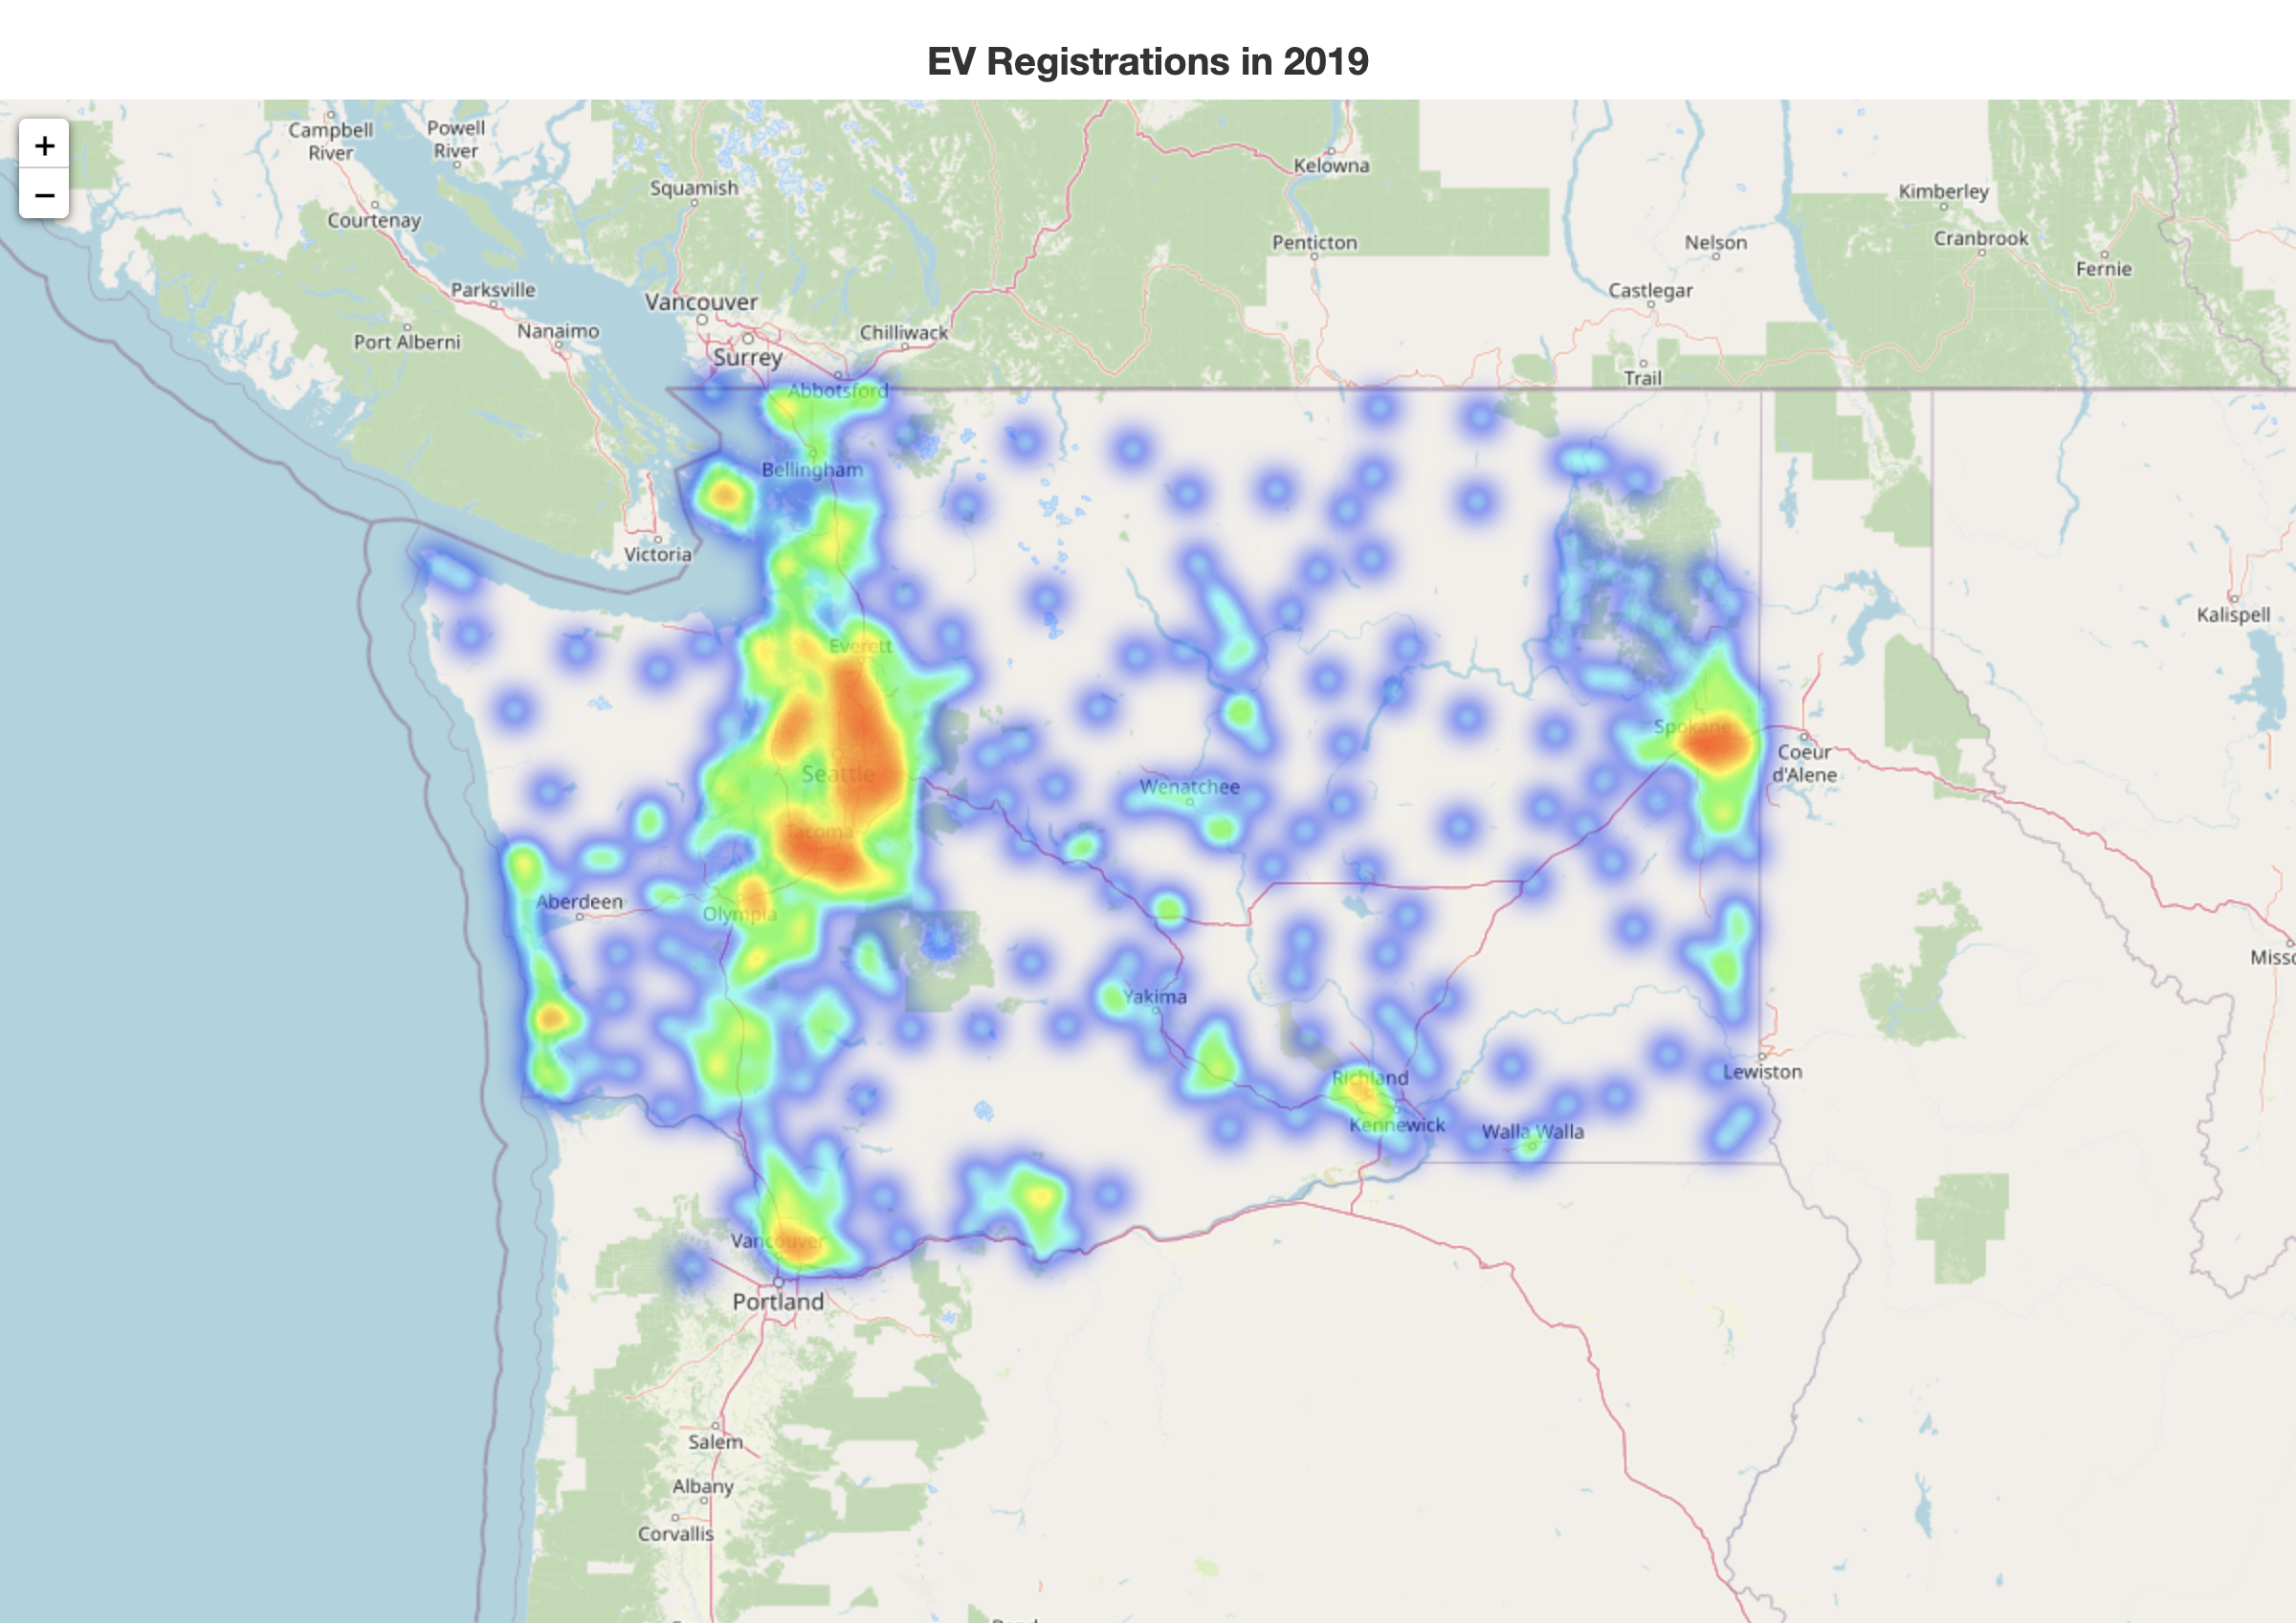 EV Registrations in 2019
+
−
Campbell
River
Powell
River
Squamish
Kelowna
Kimberley
Courtenay
Penticton
Nelson
Cranbrook
Fernie
Parksville
Vancouver
Castlegar
Port Alberni
Nanaimo
Chilliwack
Surrey
Trail
Abbotsford
Bellingham
Victoria
Kalispell
Everett
Spokane
Coeur
d'Alene
Seattle
Wenatchee
Tacoma
Aberdeen
Olympia
Missc
Yakima
Richland
Lewiston
Kennewick
Walla Walla
Vancouver
Portland
Salem
Albany
Corvallis